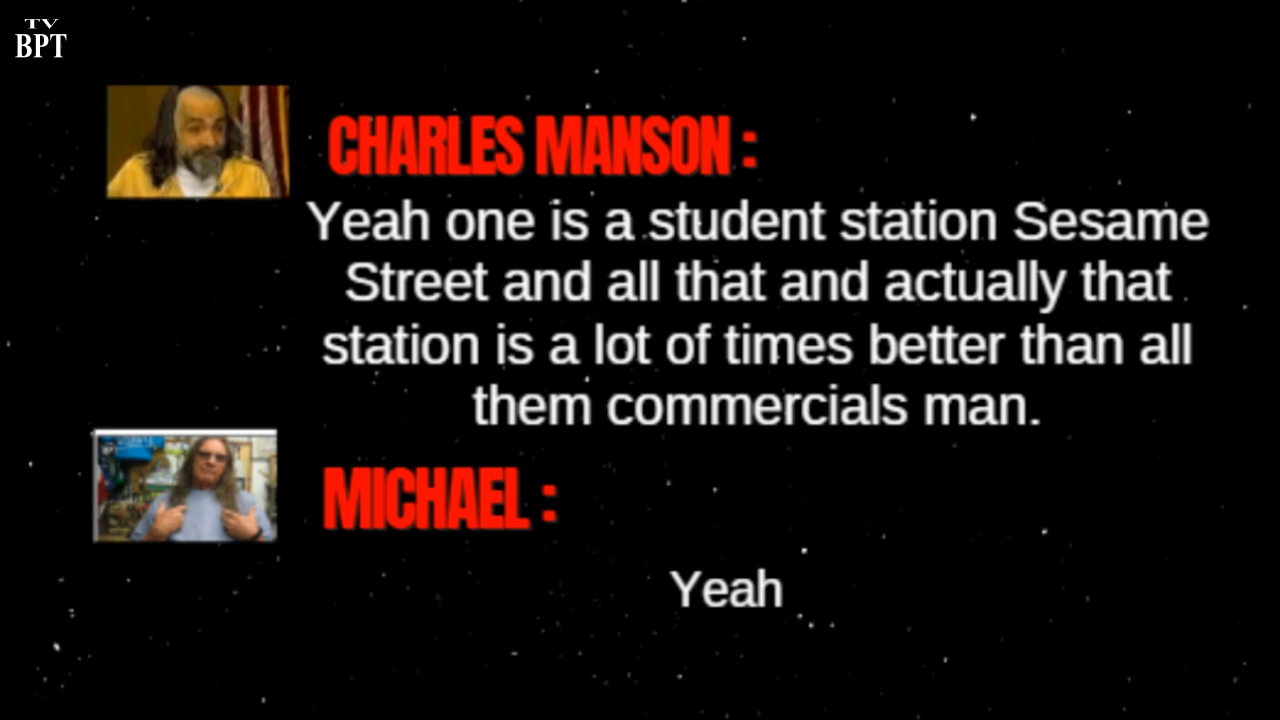 TV
BPT
CHARLES MANSON :
Yeah one is a student station Sesame
Street and all that and actually that
station is a lot of times better than all
them commercials man.
MICHAEL :
Yeah